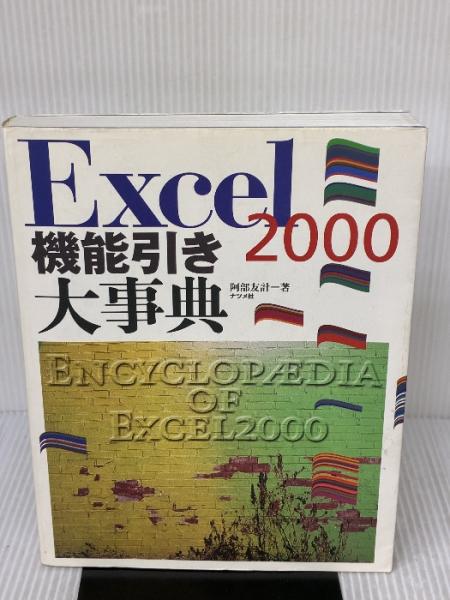 Excel
2000
機能引き
大事典
阿部友計一著
ナツメ社
ENCYCLOPÆDIA
OF
EXCEL2000